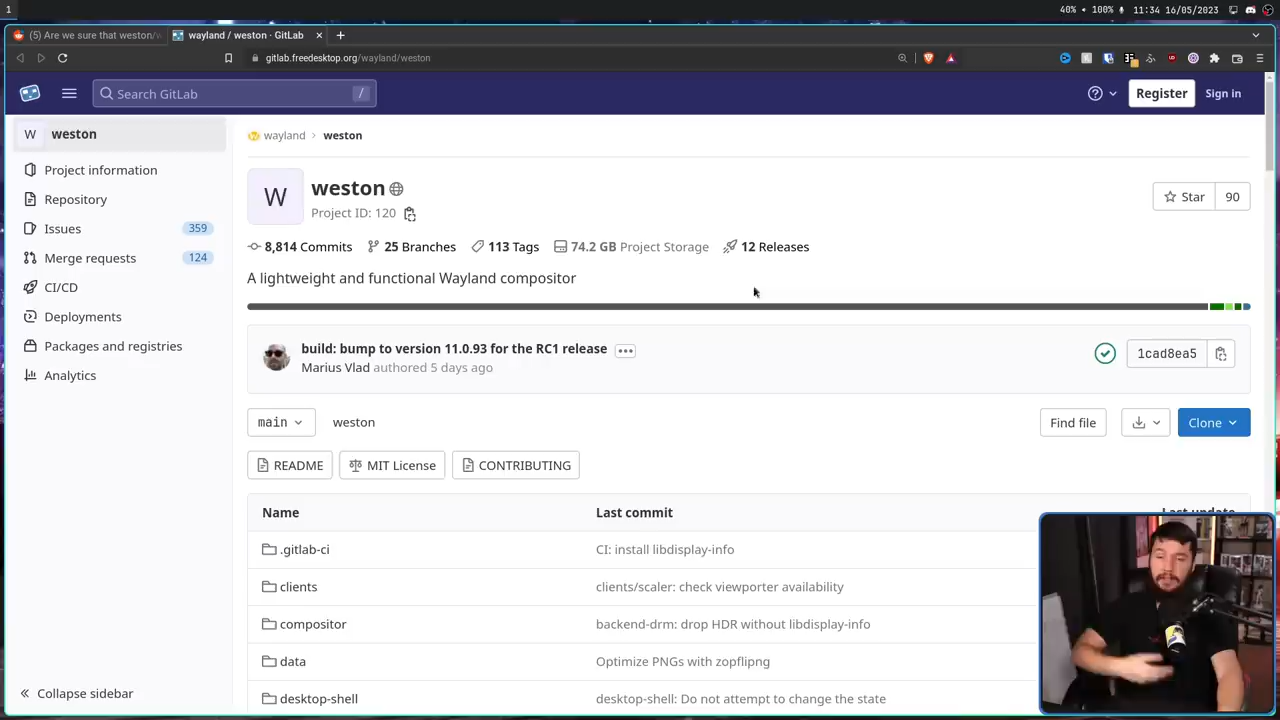 1
40% 100% 11:34 16/05/2023
(5) Are we sure that weston/w
wayland / weston · GitLab
gitlab.freedesktop.org/wayland/weston
Search GitLab /
Register
Sign in
W weston
Project information
Repository
Issues 359
Merge requests 124
CI/CD
Deployments
Packages and registries
Analytics
Collapse sidebar
wayland › weston
W
weston
Project ID: 120
Star 90
8,814 Commits 25 Branches 113 Tags 74.2 GB Project Storage 12 Releases
A lightweight and functional Wayland compositor
build: bump to version 11.0.93 for the RC1 release
Marius Vlad authored 5 days ago
1cad8ea5
main weston Find file Clone
README MIT License CONTRIBUTING
Name Last commit Last update
.gitlab-ci CI: install libdisplay-info
clients clients/scaler: check viewporter availability
compositor backend-drm: drop HDR without libdisplay-info
data Optimize PNGs with zopflipng
desktop-shell desktop-shell: Do not attempt to change the state